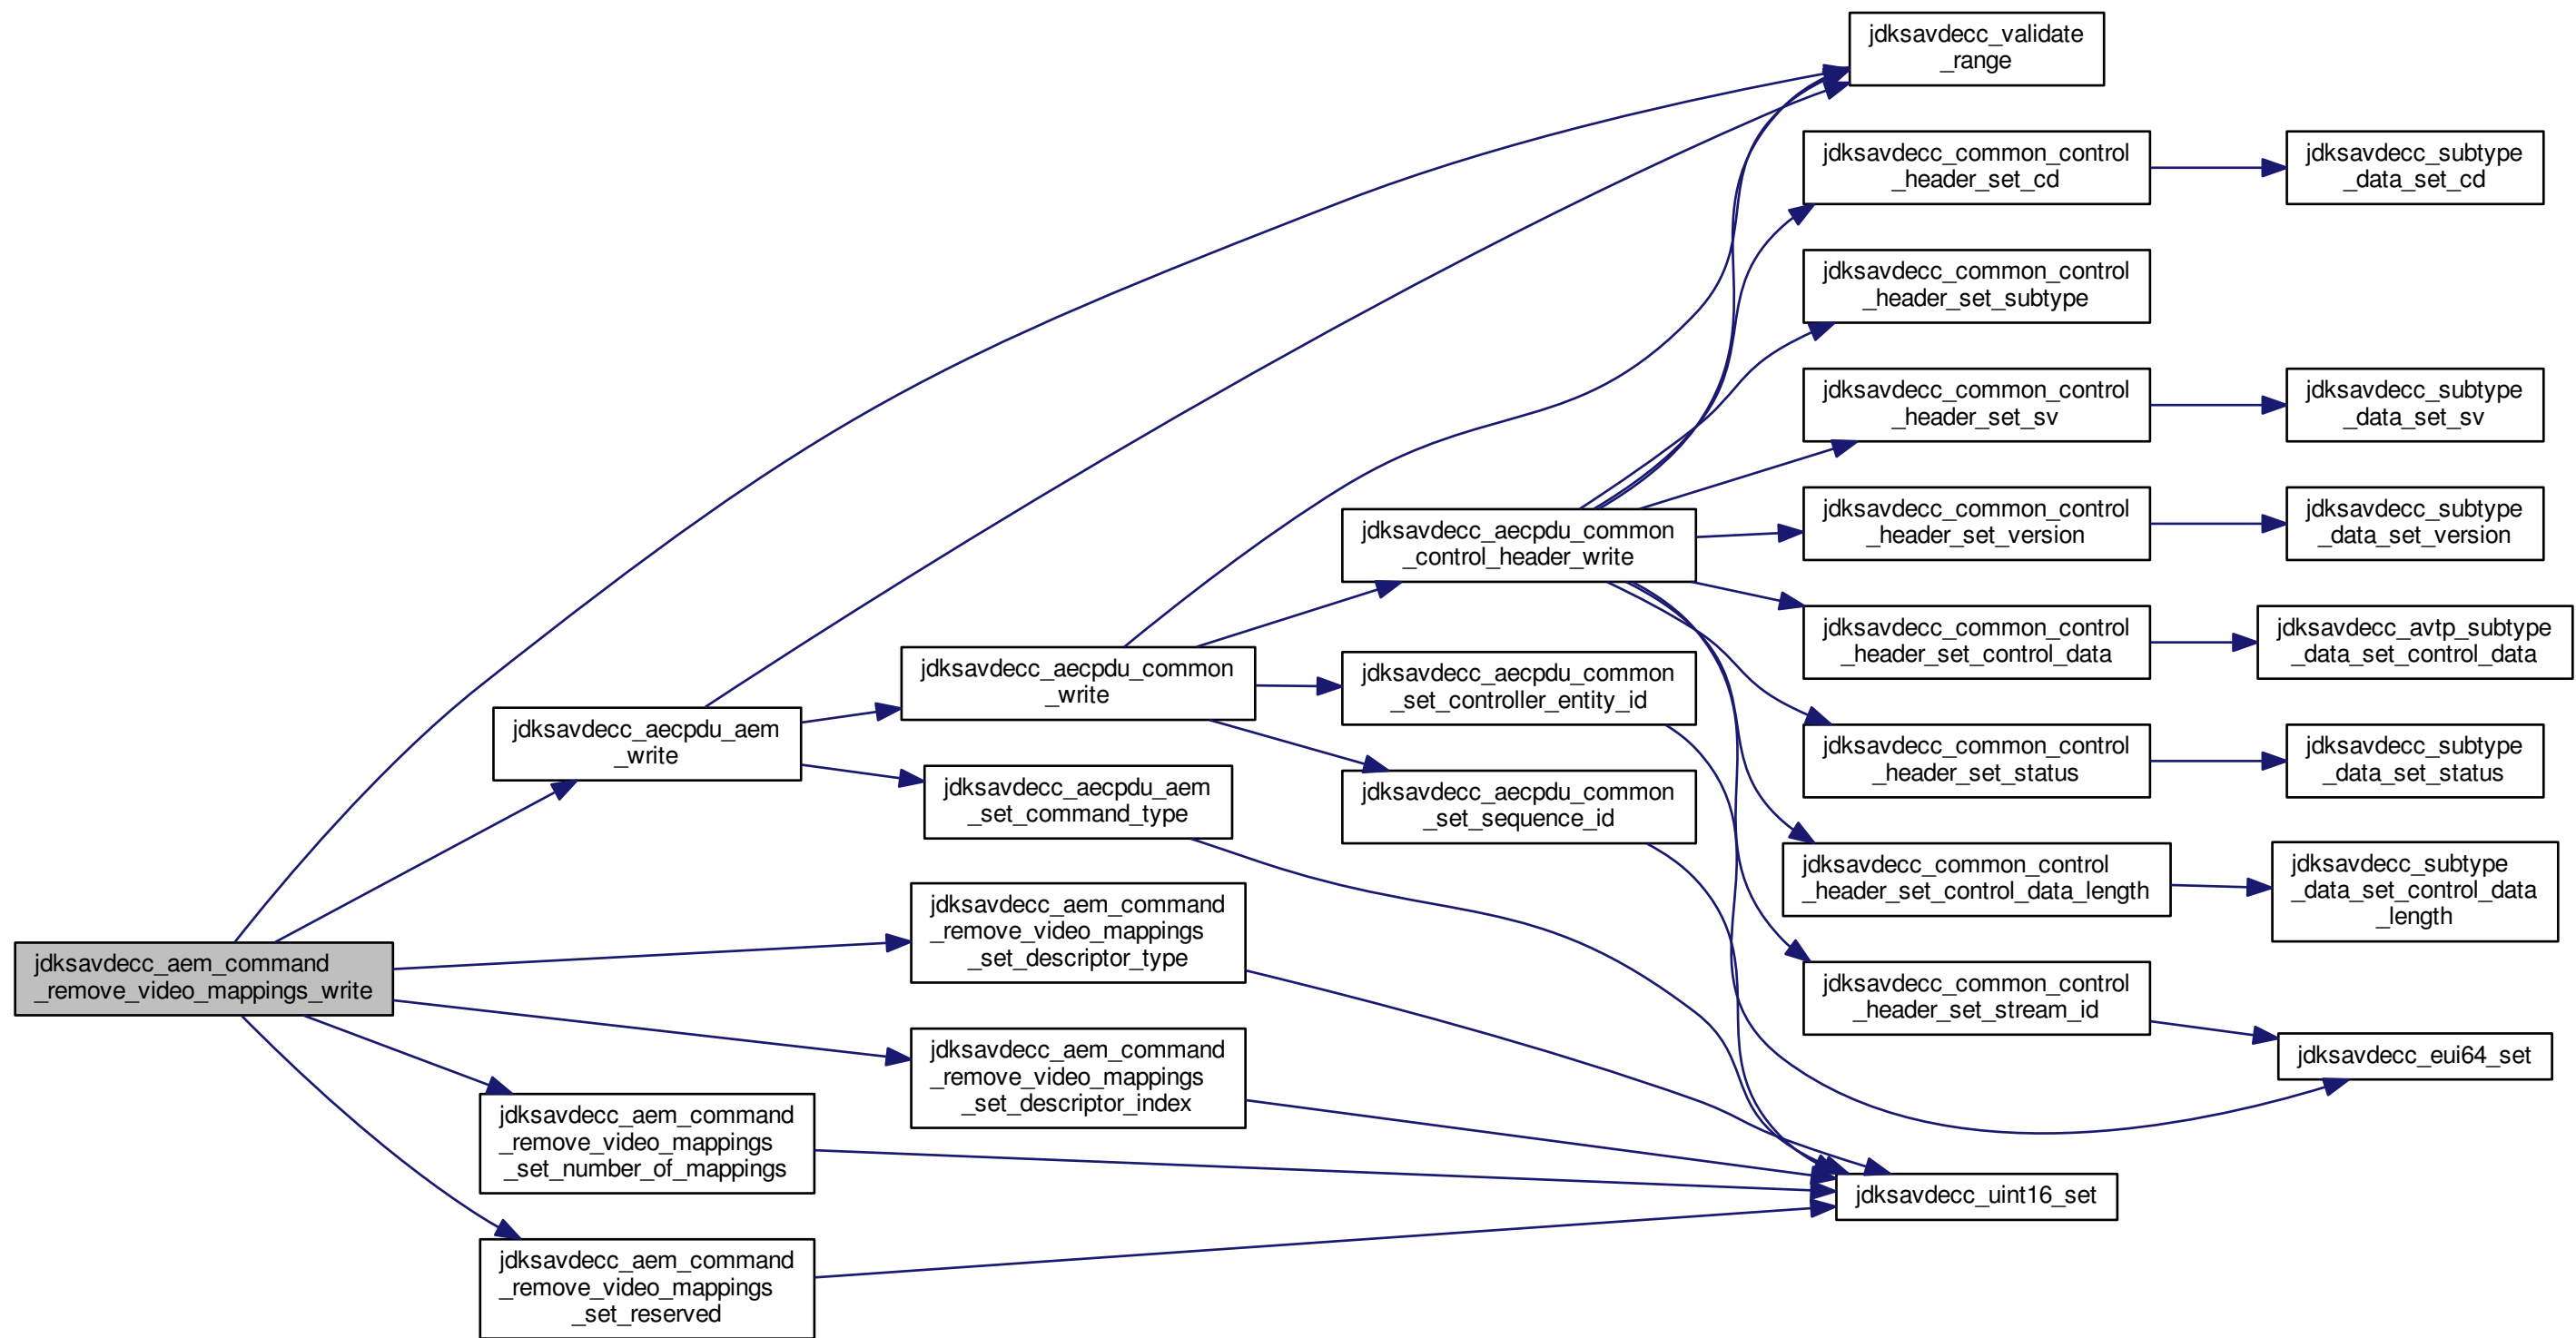 jdksavdecc_aem_command
_remove_video_mappings_write
jdksavdecc_aecpdu_aem
_write
jdksavdecc_aem_command
_remove_video_mappings
_set_number_of_mappings
jdksavdecc_aem_command
_remove_video_mappings
_set_reserved
jdksavdecc_aecpdu_common
_write
jdksavdecc_aecpdu_aem
_set_command_type
jdksavdecc_aem_command
_remove_video_mappings
_set_descriptor_type
jdksavdecc_aem_command
_remove_video_mappings
_set_descriptor_index
jdksavdecc_aecpdu_common
_control_header_write
jdksavdecc_aecpdu_common
_set_controller_entity_id
jdksavdecc_aecpdu_common
_set_sequence_id
jdksavdecc_validate
_range
jdksavdecc_common_control
_header_set_cd
jdksavdecc_common_control
_header_set_subtype
jdksavdecc_common_control
_header_set_sv
jdksavdecc_common_control
_header_set_version
jdksavdecc_common_control
_header_set_control_data
jdksavdecc_common_control
_header_set_status
jdksavdecc_common_control
_header_set_control_data_length
jdksavdecc_common_control
_header_set_stream_id
jdksavdecc_uint16_set
jdksavdecc_subtype
_data_set_cd
jdksavdecc_subtype
_data_set_sv
jdksavdecc_subtype
_data_set_version
jdksavdecc_avtp_subtype
_data_set_control_data
jdksavdecc_subtype
_data_set_status
jdksavdecc_subtype
_data_set_control_data
_length
jdksavdecc_eui64_set